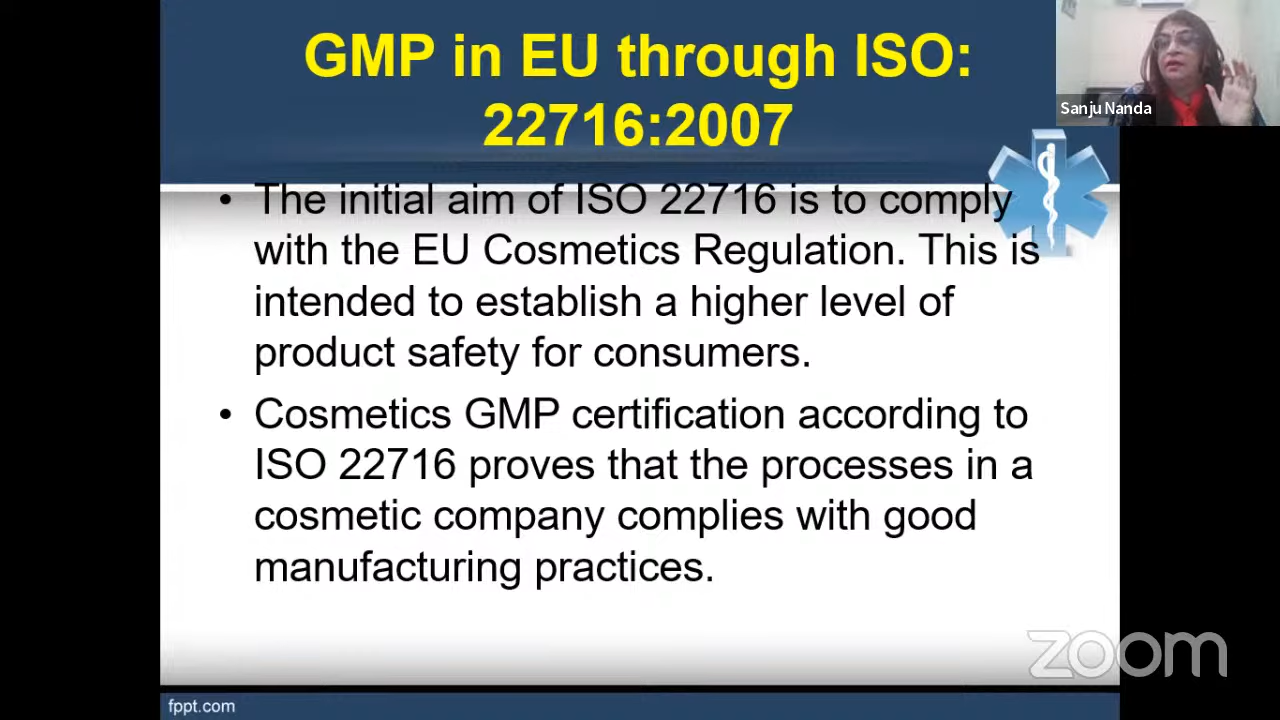 GMP in EU through ISO:
22716:2007
Sanju Nanda
• The initial aim of ISO 22716 is to comply
with the EU Cosmetics Regulation. This is
intended to establish a higher level of
product safety for consumers.
• Cosmetics GMP certification according to
ISO 22716 proves that the processes in a
cosmetic company complies with good
manufacturing practices.
zoom
fppt.com